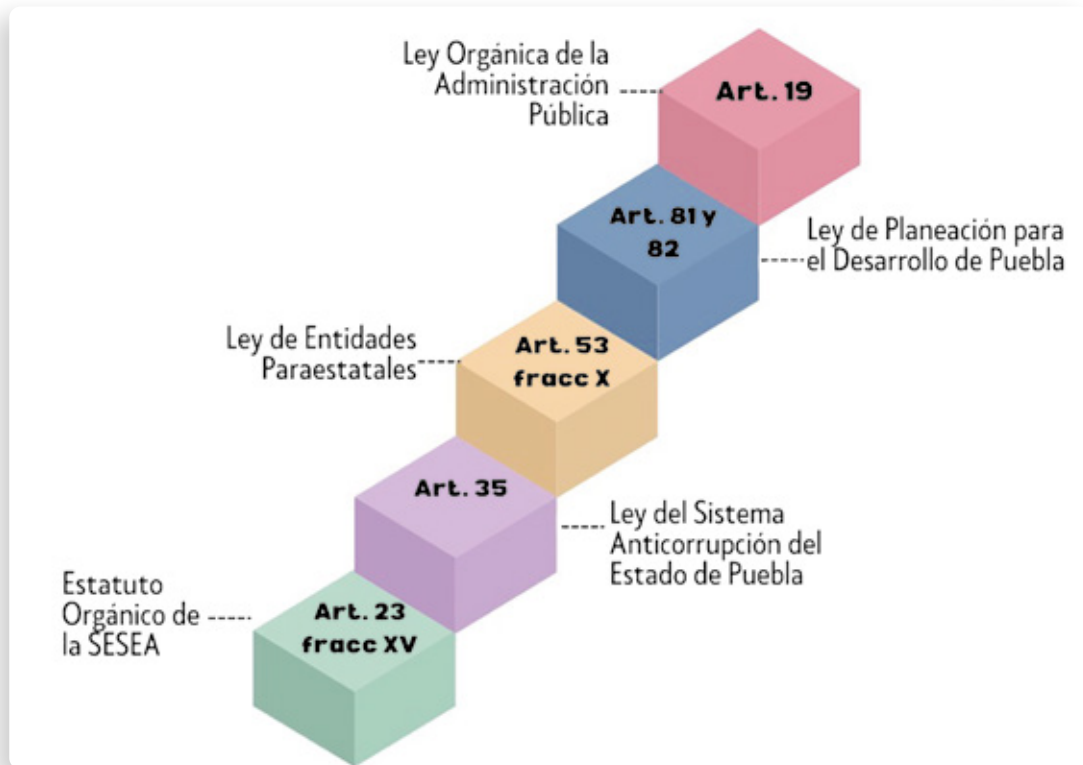 Ley Orgánica de la
Administración
Pública
Art. 19
Art. 81 y
82
Ley de Planeación para
el Desarrollo de Puebla
Ley de Entidades
Paraestatales
Art. 53
fracc X
Art. 35
Ley del Sistema
Anticorrupción del
Estado de Puebla
Estatuto
Orgánico de
la SESEA
Art. 23
fracc XV